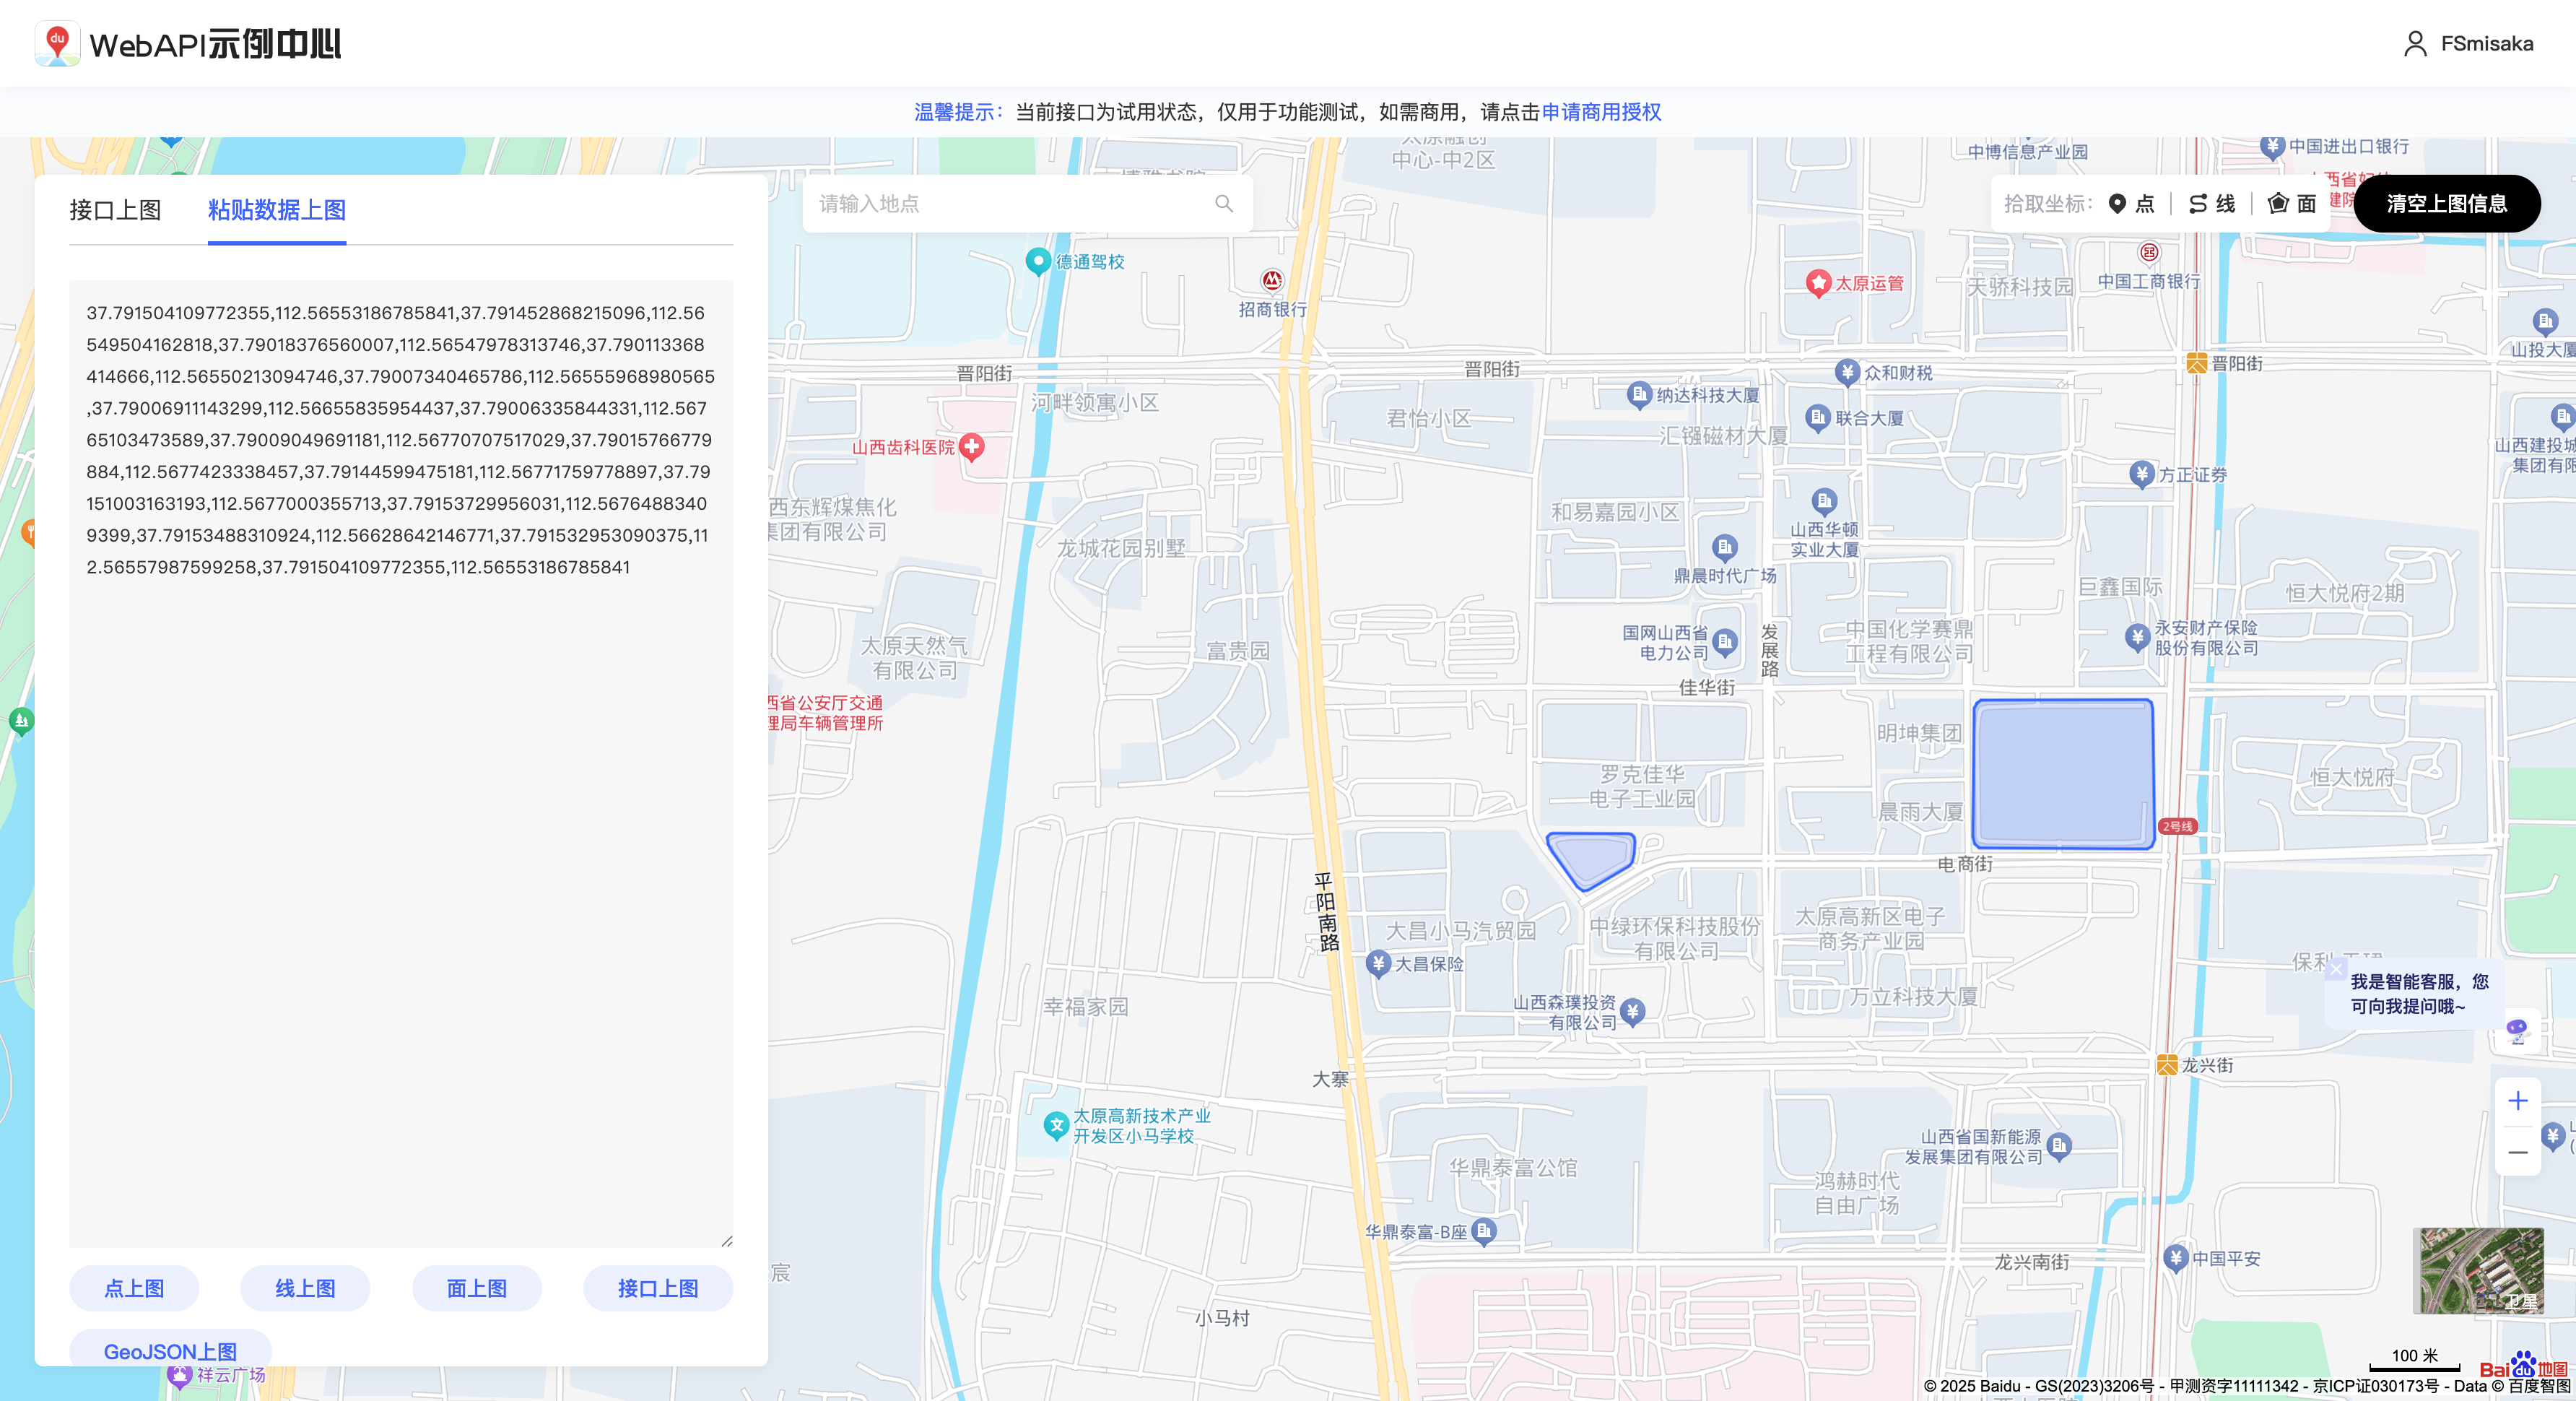 du WebAPI示例中心
FSmisaka
温馨提示：当前接口为试用状态，仅用于功能测试，如需商用，请点击申请商用授权
接口上图 粘贴数据上图
37.791504109772355,112.56553186785841,37.791452868215096,112.56
549504162818,37.79018376560007,112.56547978313746,37.790113368
414666,112.56550213094746,37.79007340465786,112.56555968980565
,37.79006911143299,112.56655835954437,37.79006335844331,112.567
65103473589,37.79009049691181,112.56770707517029,37.79015766779
884,112.5677423338457,37.79144599475181,112.56771759778897,37.79
151003163193,112.5677000355713,37.79153729956031,112.5676488340
9399,37.79153488310924,112.56628642146771,37.791532953090375,11
2.56557987599258,37.791504109772355,112.56553186785841
点上图 线上图 面上图 接口上图
GeoJSON上图
祥云广场
请输入地点
拾取坐标： 点 线 面
清空上图信息
中心-中2区
中博信息产业园
中国进出口银行
德通驾校
招商银行
太原运管
天骄科技园
中国工商银行
山投大厦
晋阳街
晋阳街
晋阳街
河畔领寓小区
君怡小区
纳达科技大厦
众和财税
联合大厦
汇镪磁材大厦
山西齿科医院
方正证券
山西建投城
集团有限
西东辉煤焦化
集团有限公司
和易嘉园小区
山西华顿
实业大厦
龙城花园别墅
鼎晨时代广场
巨鑫国际
恒大悦府2期
太原天然气
有限公司
富贵园
国网山西省
电力公司
发展路
中国化学赛鼎
工程有限公司
永安财产保险
股份有限公司
佳华街
西省公安厅交通
理局车辆管理所
明坤集团
罗克佳华
电子工业园
恒大悦府
晨雨大厦
2号线
电商街
平阳南路
大昌小马汽贸园
中绿环保科技股份
有限公司
太原高新区电子
商务产业园
大昌保险
保利
我是智能客服，您
可向我提问哦~
幸福家园
山西森璞投资
有限公司
万立科技大厦
大寨
龙兴街
太原高新技术产业
开发区小马学校
山西省国新能源
发展集团有限公司
华鼎泰富公馆
鸿赫时代
自由广场
华鼎泰富-B座
龙兴南街
中国平安
宸
小马村
卫星
100 米
Bai du 地图
© 2025 Baidu - GS(2023)3206号 - 甲测资字11111342 - 京ICP证030173号 - Data © 百度智图